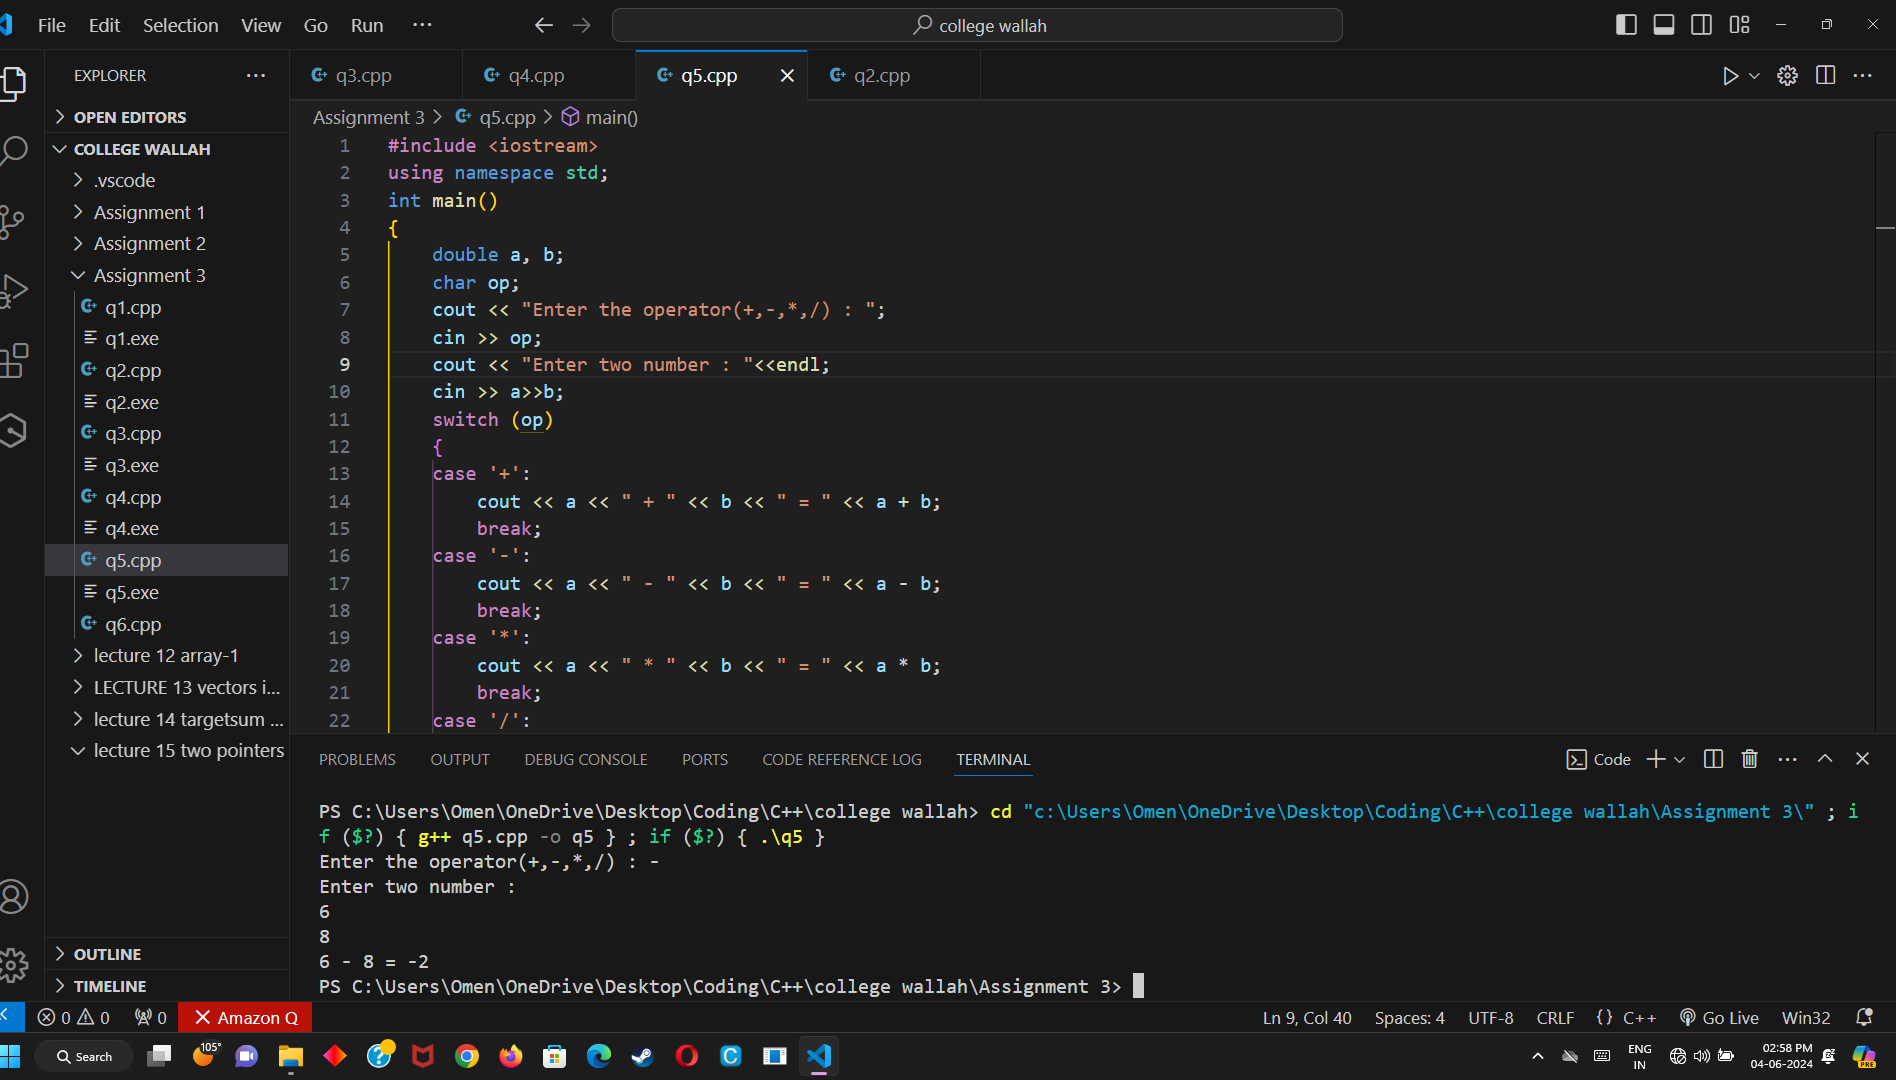 File Edit Selection View Go Run ...
college wallah
EXPLORER ...
q3.cpp q4.cpp q5.cpp q2.cpp
OPEN EDITORS
COLLEGE WALLAH
.vscode
Assignment 1
Assignment 2
Assignment 3
q1.cpp
q1.exe
q2.cpp
q2.exe
q3.cpp
q3.exe
q4.cpp
q4.exe
q5.cpp
q5.exe
q6.cpp
lecture 12 array-1
LECTURE 13 vectors i...
lecture 14 targetsum ...
lecture 15 two pointers
OUTLINE
TIMELINE
Assignment 3 > q5.cpp > main()
1 #include <iostream>
2 using namespace std;
3 int main()
4 {
5 double a, b;
6 char op;
7 cout << "Enter the operator(+,-,*,/) : ";
8 cin >> op;
9 cout << "Enter two number : "<<endl;
10 cin >> a>>b;
11 switch (op)
12 {
13 case '+':
14 cout << a << " + " << b << " = " << a + b;
15 break;
16 case '-':
17 cout << a << " - " << b << " = " << a - b;
18 break;
19 case '*':
20 cout << a << " * " << b << " = " << a * b;
21 break;
22 case '/':
PROBLEMS OUTPUT DEBUG CONSOLE PORTS CODE REFERENCE LOG TERMINAL
Code
PS C:\Users\Omen\OneDrive\Desktop\Coding\C++\college wallah> cd "c:\Users\Omen\OneDrive\Desktop\Coding\C++\college wallah\Assignment 3\" ; i
f ($?) { g++ q5.cpp -o q5 } ; if ($?) { .\q5 }
Enter the operator(+,-,*,/) : -
Enter two number :
6
8
6 - 8 = -2
PS C:\Users\Omen\OneDrive\Desktop\Coding\C++\college wallah\Assignment 3>
0 0 0 Amazon Q
Ln 9, Col 40 Spaces: 4 UTF-8 CRLF {} C++ Go Live Win32
Search
105°
ENG
IN
02:58 PM
04-06-2024
PRE